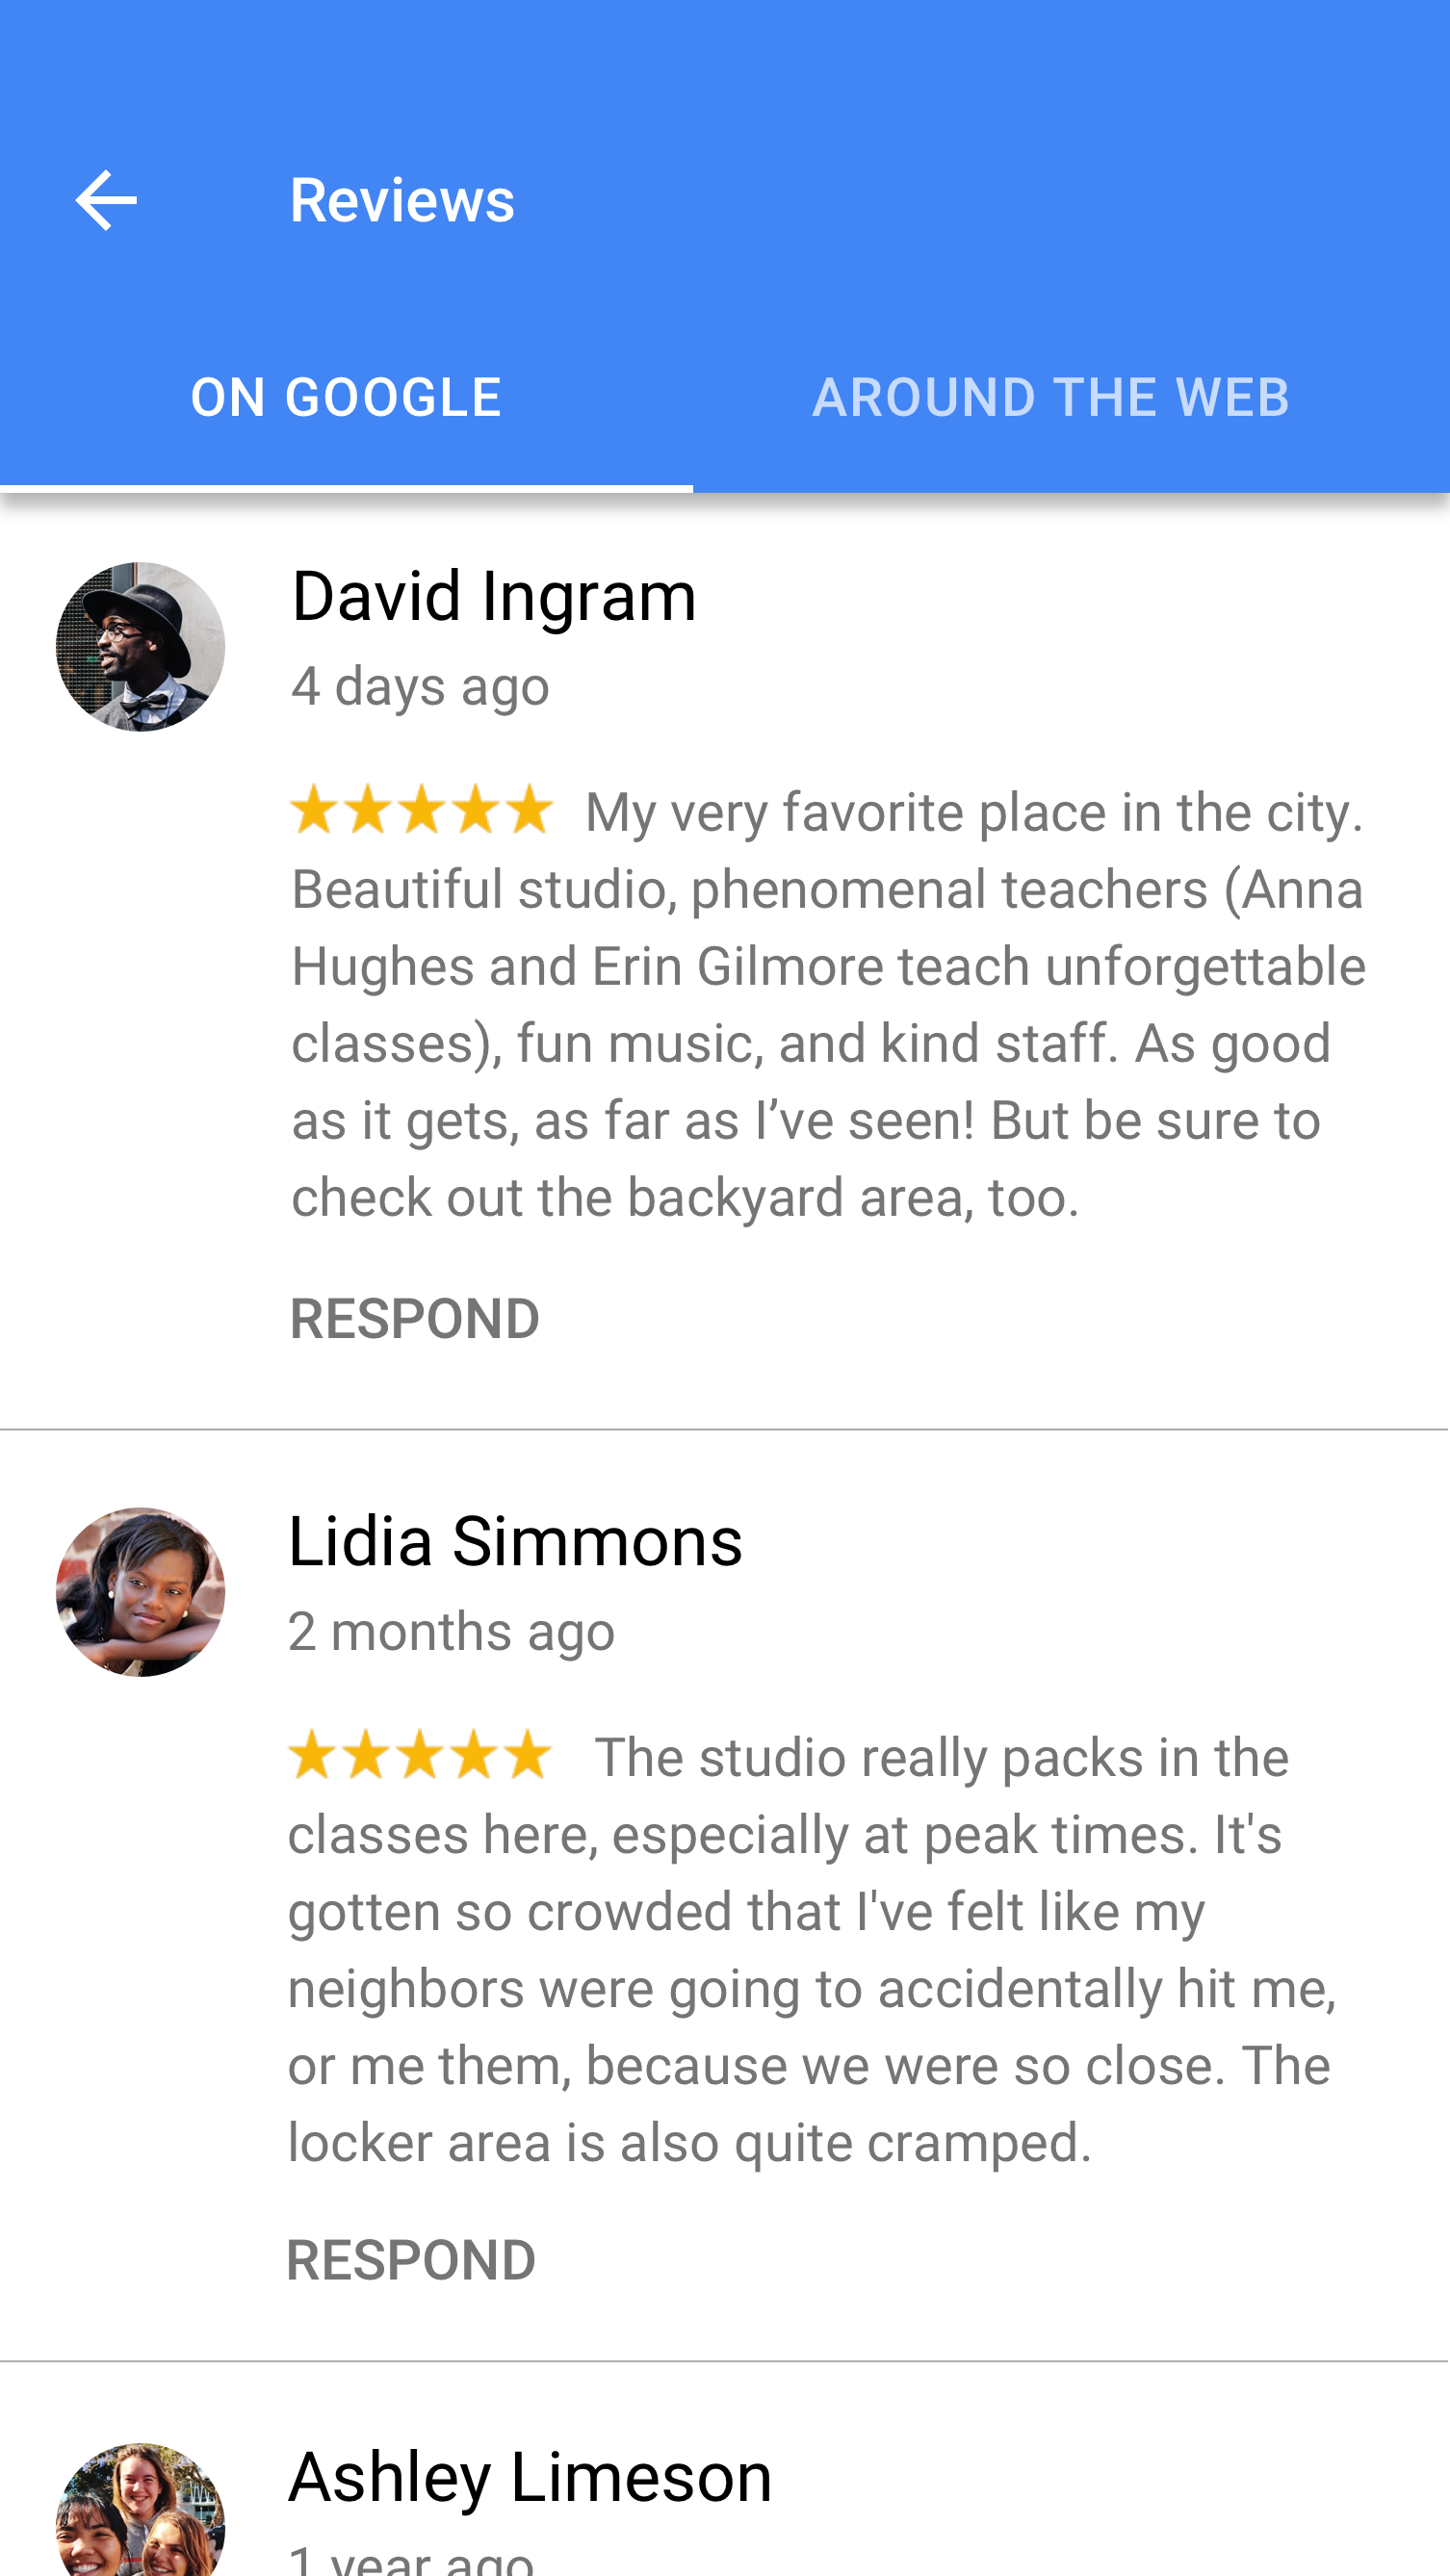 Reviews
ON GOOGLE
AROUND THE WEB
David Ingram
4 days ago
★★★★★ My very favorite place in the city.
Beautiful studio, phenomenal teachers (Anna
Hughes and Erin Gilmore teach unforgettable
classes), fun music, and kind staff. As good
as it gets, as far as I’ve seen! But be sure to
check out the backyard area, too.
RESPOND
Lidia Simmons
2 months ago
★★★★★ The studio really packs in the
classes here, especially at peak times. It's
gotten so crowded that I've felt like my
neighbors were going to accidentally hit me,
or me them, because we were so close. The
locker area is also quite cramped.
RESPOND
Ashley Limeson
1 year ago